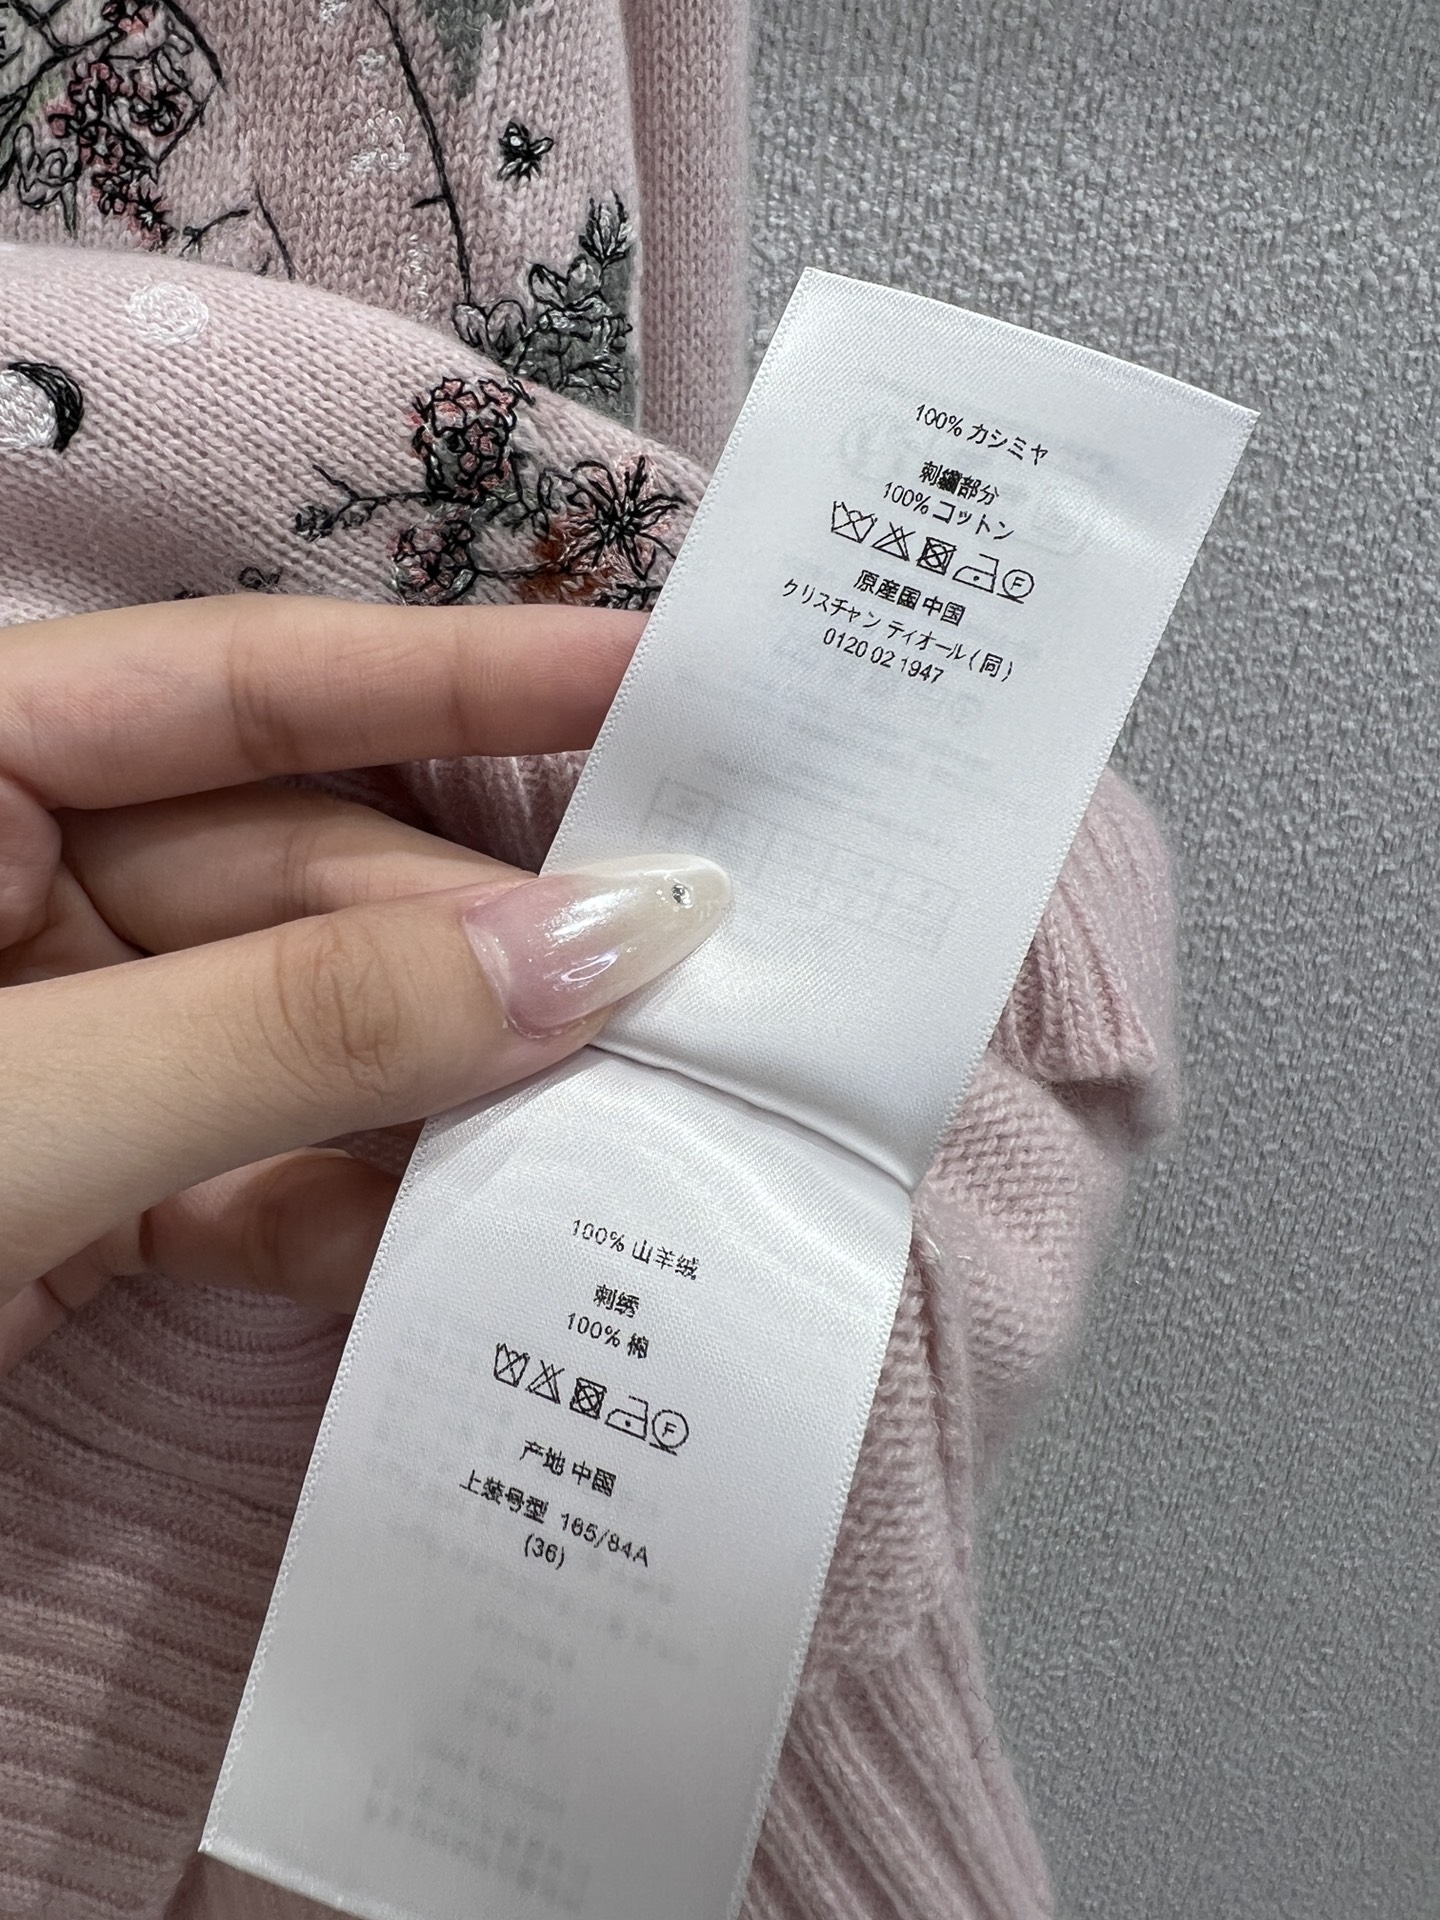 100% カシミヤ
刺繍部分
100% コットン
F
原産国 中国
クリスチャン ディオール(同)
0120 02 1947
100% 山羊绒
刺绣
100% 棉
F
产地 中国
上装号型 165/84A
(36)